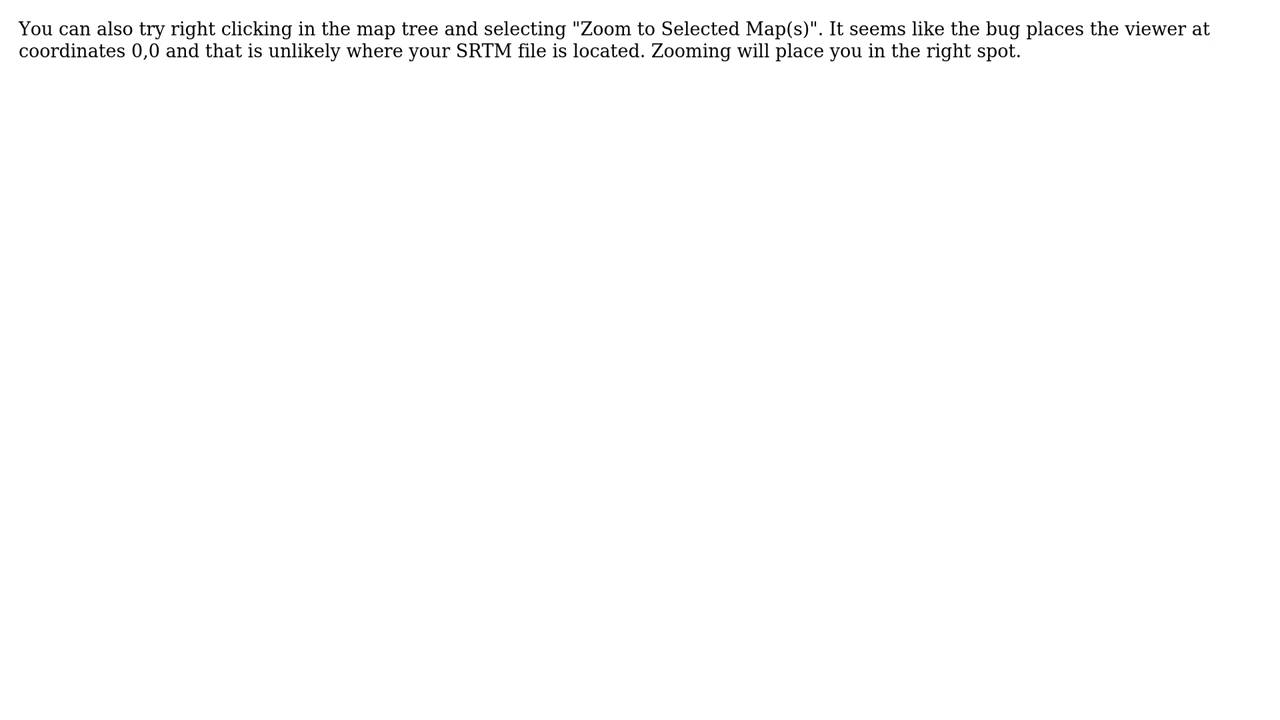 You can also try right clicking in the map tree and selecting "Zoom to Selected Map(s)". It seems like the bug places the viewer at
coordinates 0,0 and that is unlikely where your SRTM file is located. Zooming will place you in the right spot.